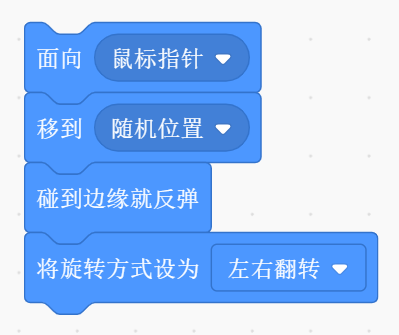 面向 鼠标指针
移到 随机位置
碰到边缘就反弹
将旋转方式设为 左右翻转